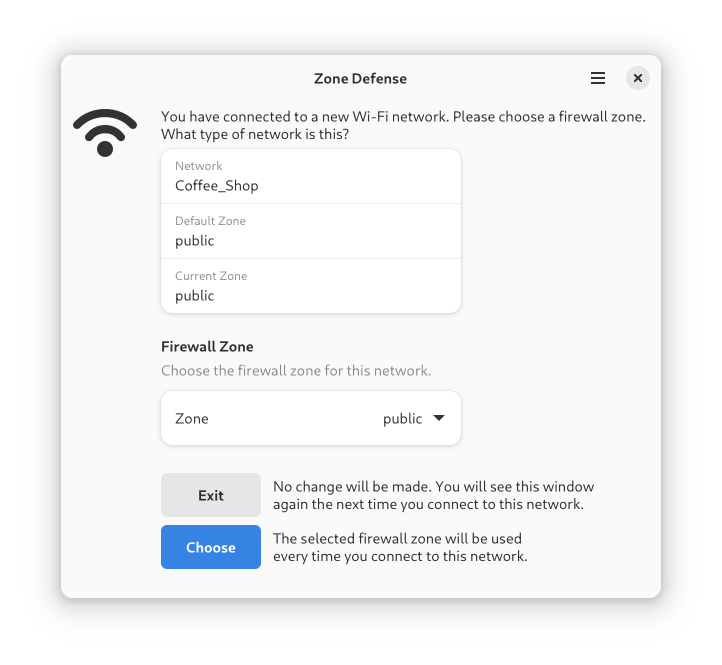 Zone Defense
You have connected to a new Wi-Fi network. Please choose a firewall zone.
What type of network is this?
Network
Coffee_Shop
Default Zone
public
Current Zone
public
Firewall Zone
Choose the firewall zone for this network.
Zone public
Exit
No change will be made. You will see this window
again the next time you connect to this network.
Choose
The selected firewall zone will be used
every time you connect to this network.